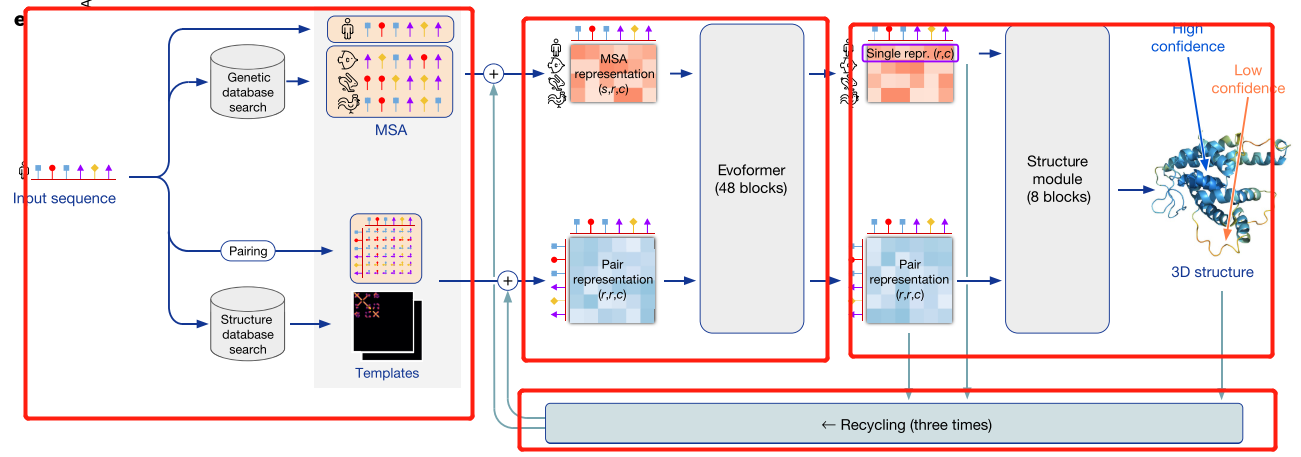 e
A
Input sequence
Genetic
database
search
MSA
Pairing
Structure
database
search
Templates
+
+
MSA
representation
(s,r,c)
Pair
representation
(r,r,c)
Evoformer
(48 blocks)
Single repr. (r,c)
Pair
representation
(r,r,c)
Structure
module
(8 blocks)
High
confidence
Low
confidence
3D structure
← Recycling (three times)